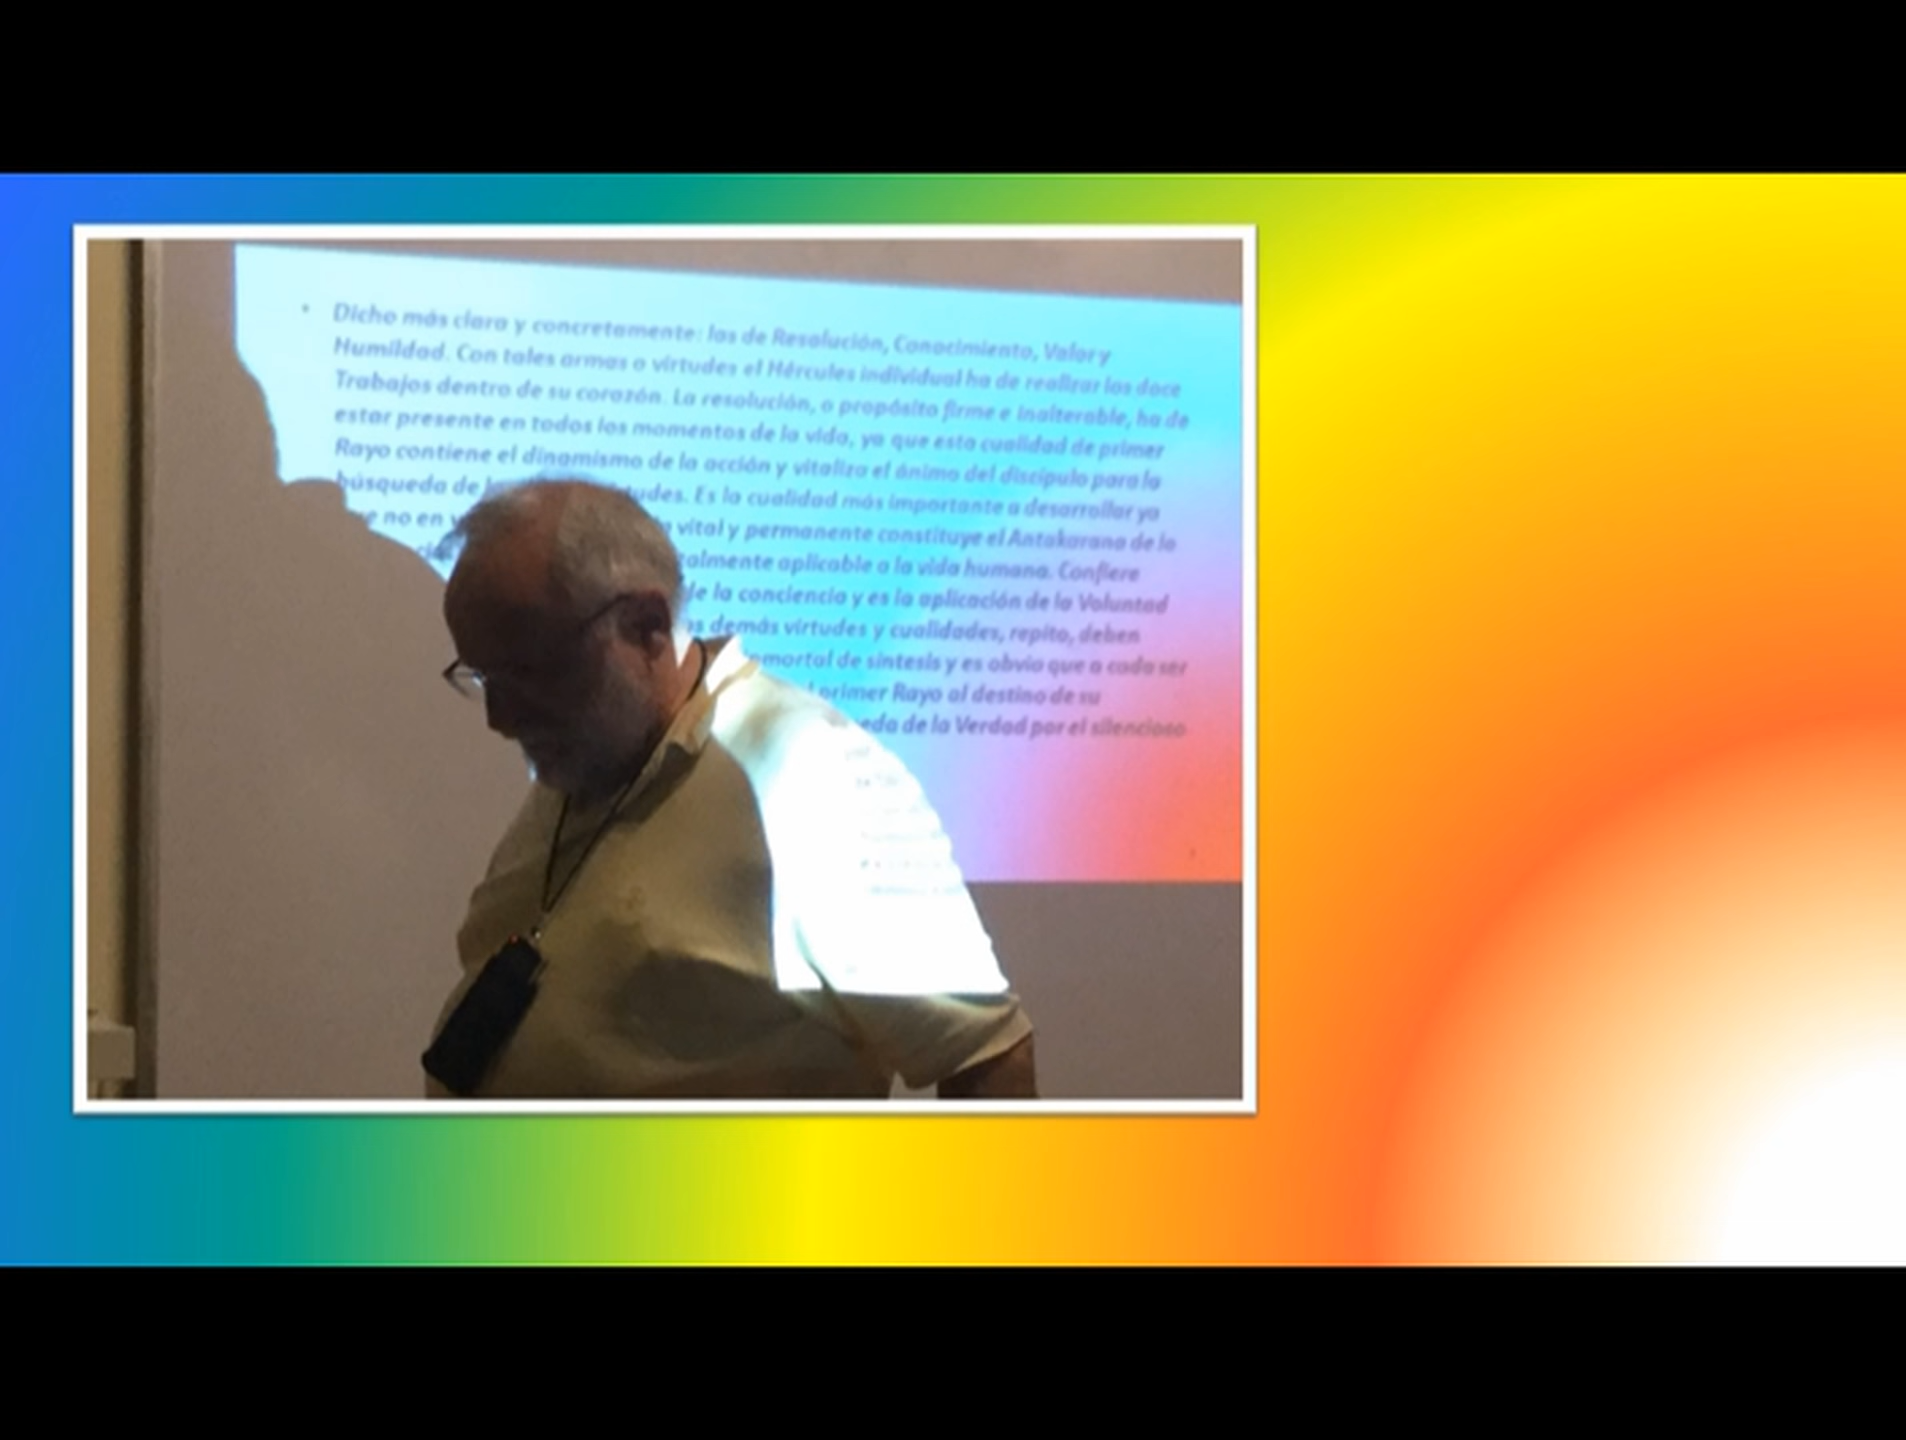 • Dicho más clara y concretamente: las de Resolución, Conocimiento, Valor y
Humildad. Con tales armas o virtudes el Hércules individual ha de realizar los doce
Trabajos dentro de su corazón. La resolución, o propósito firme e inalterable, ha de
estar presente en todos los momentos de la vida, ya que esta cualidad de primer
Rayo contiene el dinamismo de la acción y vitaliza el ánimo del discípulo para la
búsqueda de tudes. Es la cualidad más importante a desarrollar ya
no en vital y permanente constituye el Antakarana de la
almente aplicable a la vida humana. Confiere
de la conciencia y es la aplicación de la Voluntad
demás virtudes y cualidades, repito, deben
nmortal de síntesis y es obvio que a cada ser
primer Rayo al destino de su
eda de la Verdad por el silencioso